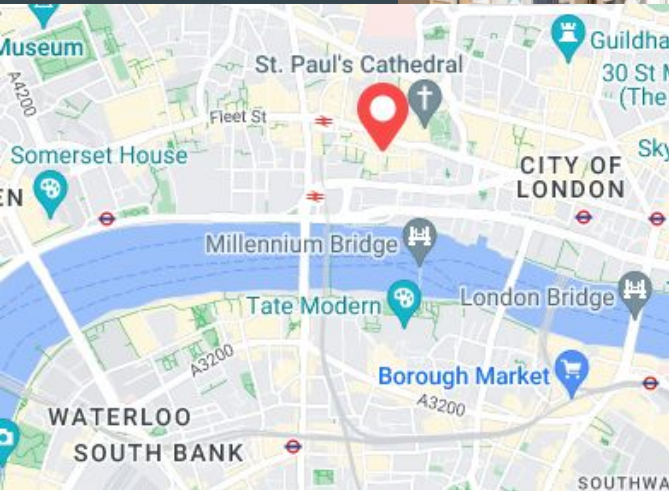 Museum
Guildha
St. Paul's Cathedral
30 St M
(The
A4200
Fleet St
Sky
Somerset House
CITY OF
LONDON
EN
Millennium Bridge
Tate Modern
London Bridge
A3200
Borough Market
A3200
WATERLOO
SOUTH BANK
SOUTHWA